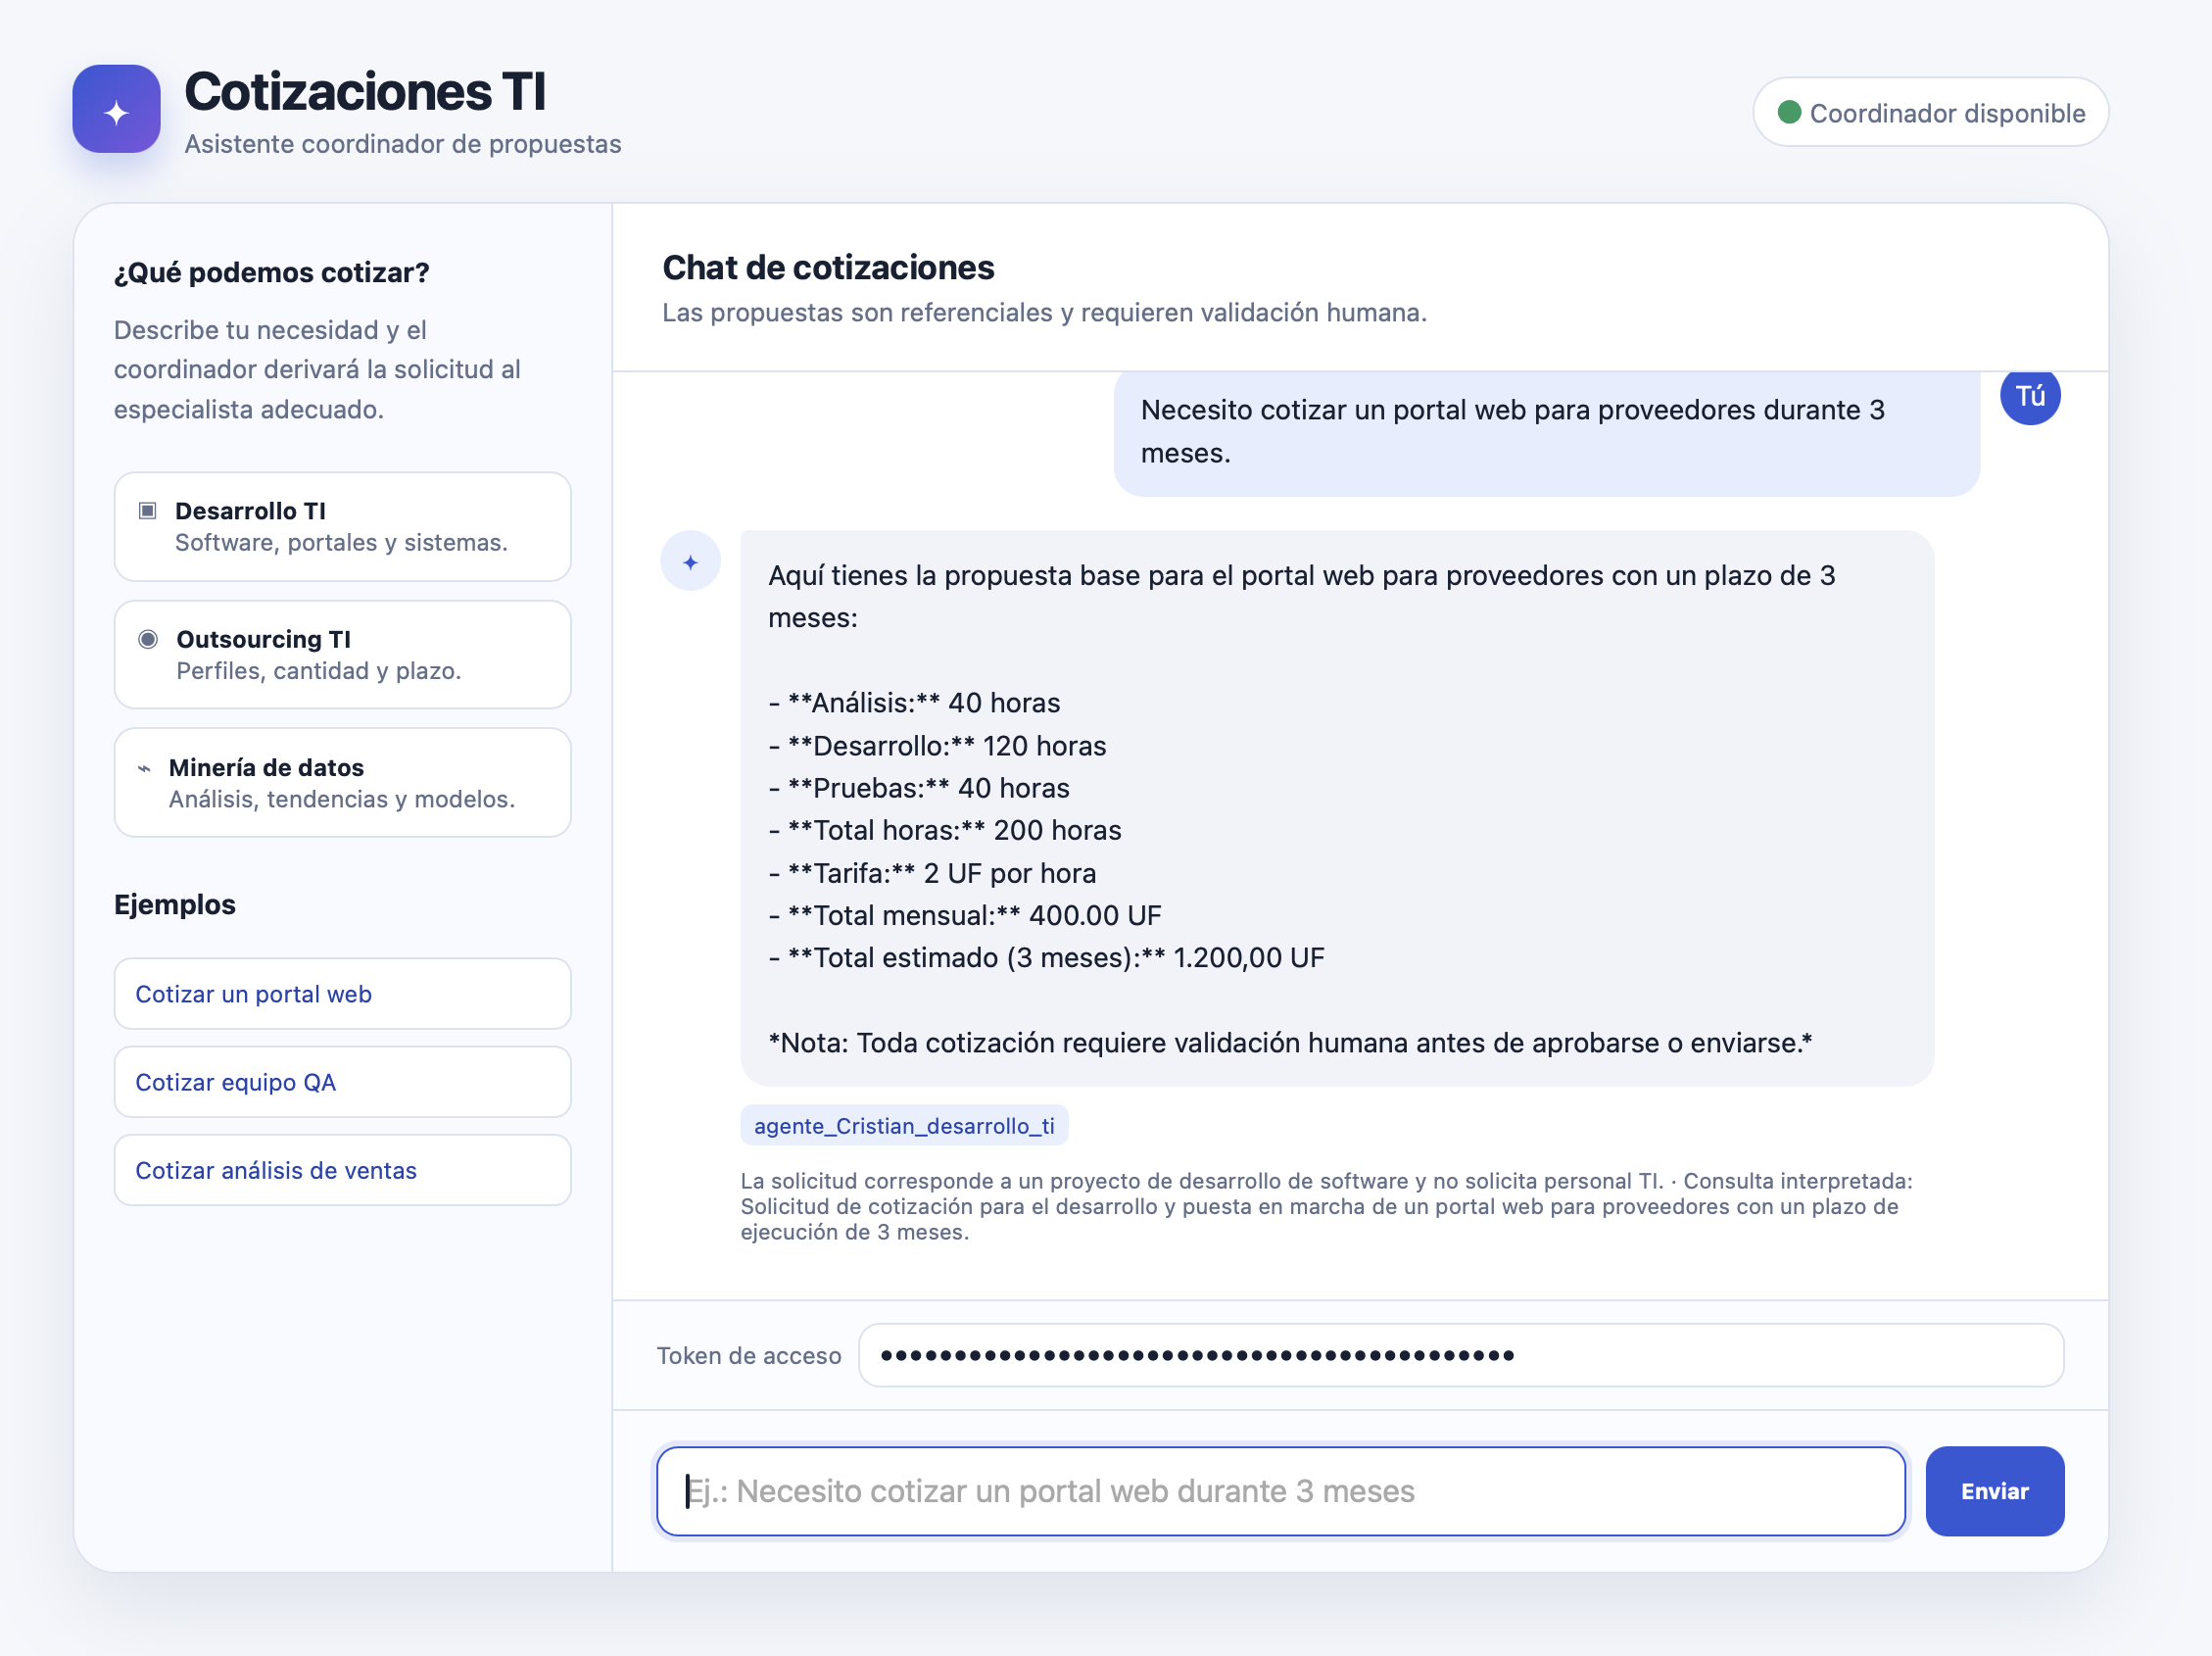 Cotizaciones TI
Asistente coordinador de propuestas
Coordinador disponible
¿Qué podemos cotizar?
Describe tu necesidad y el
coordinador derivará la solicitud al
especialista adecuado.
Desarrollo TI
Software, portales y sistemas.
Outsourcing TI
Perfiles, cantidad y plazo.
Minería de datos
Análisis, tendencias y modelos.
Ejemplos
Cotizar un portal web
Cotizar equipo QA
Cotizar análisis de ventas
Chat de cotizaciones
Las propuestas son referenciales y requieren validación humana.
Necesito cotizar un portal web para proveedores durante 3
meses.
Tú
Aquí tienes la propuesta base para el portal web para proveedores con un plazo de 3
meses:
- **Análisis:** 40 horas
- **Desarrollo:** 120 horas
- **Pruebas:** 40 horas
- **Total horas:** 200 horas
- **Tarifa:** 2 UF por hora
- **Total mensual:** 400.00 UF
- **Total estimado (3 meses):** 1.200,00 UF
*Nota: Toda cotización requiere validación humana antes de aprobarse o enviarse.*
agente_Cristian_desarrollo_ti
La solicitud corresponde a un proyecto de desarrollo de software y no solicita personal TI. · Consulta interpretada:
Solicitud de cotización para el desarrollo y puesta en marcha de un portal web para proveedores con un plazo de
ejecución de 3 meses.
Token de acceso
Ej.: Necesito cotizar un portal web durante 3 meses
Enviar